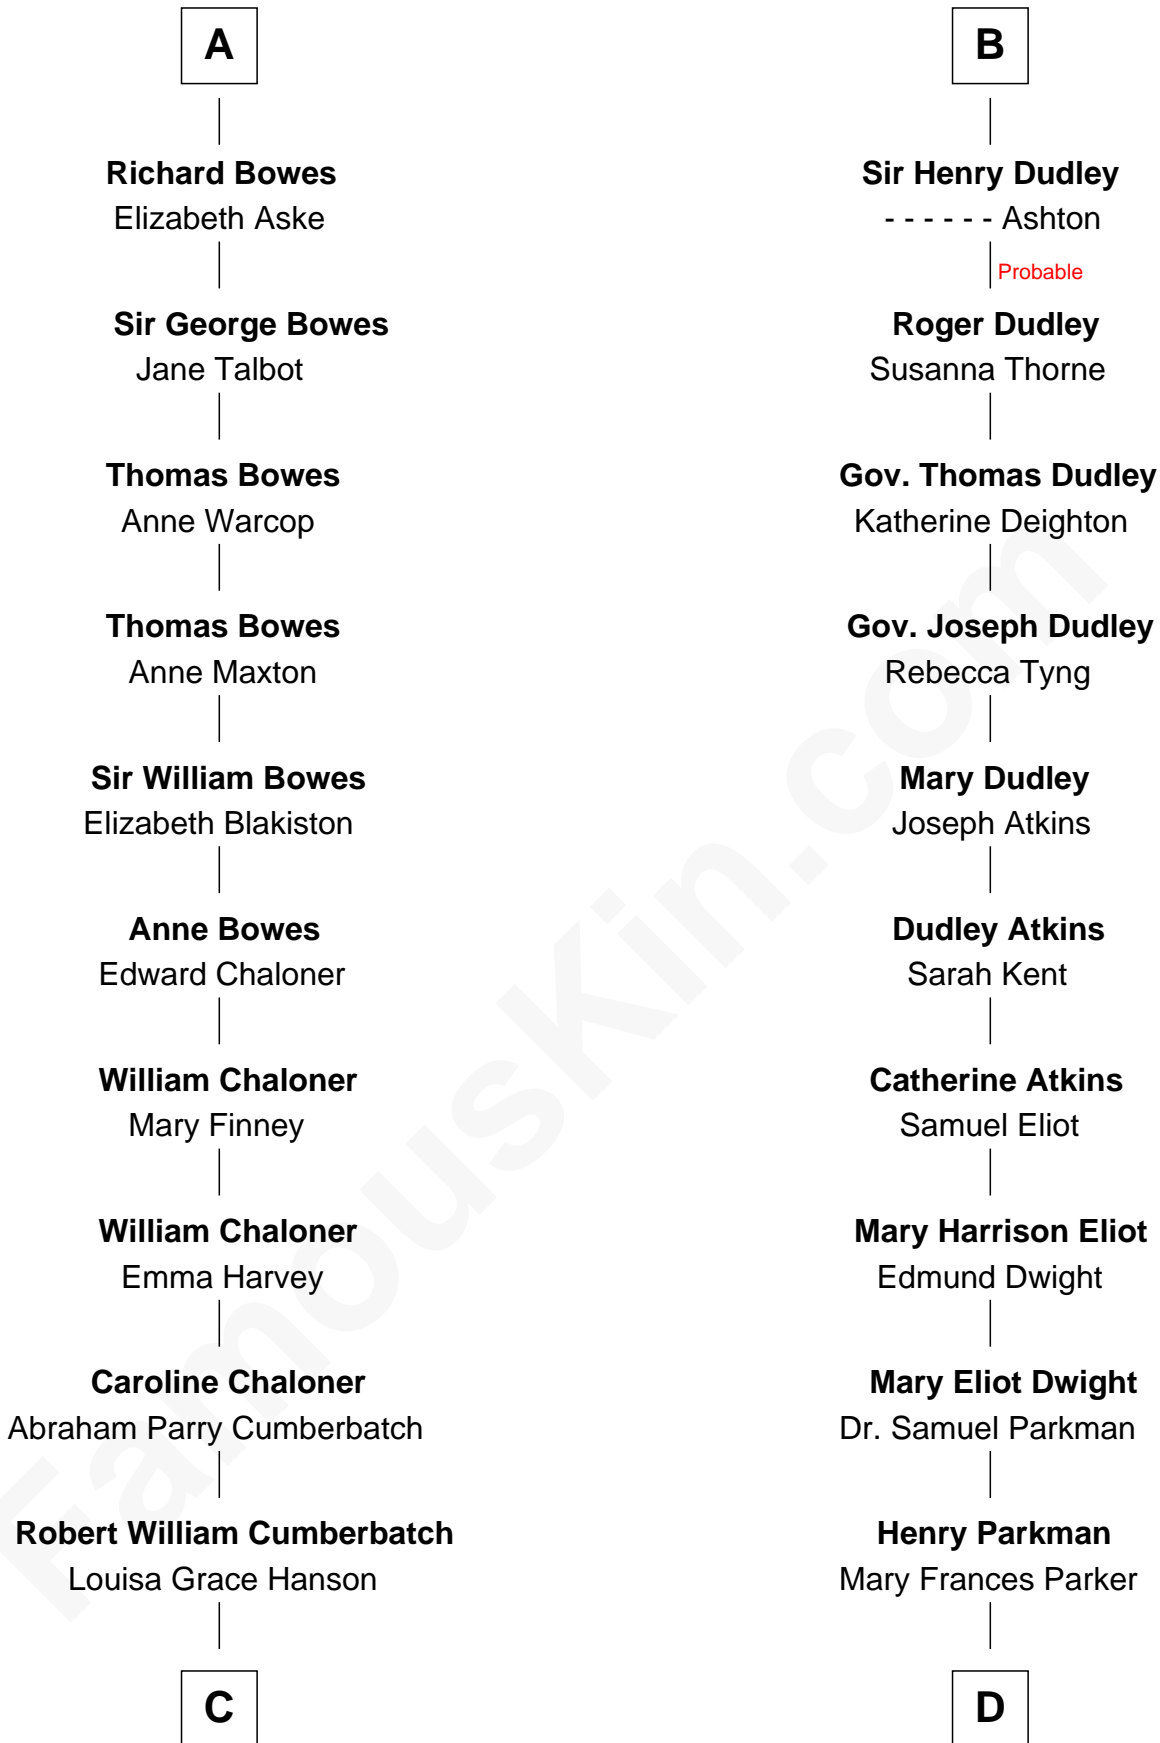 A
Richard Bowes
Elizabeth Aske
Sir George Bowes
Jane Talbot
Thomas Bowes
Anne Warcop
Thomas Bowes
Anne Maxton
Sir William Bowes
Elizabeth Blakiston
Anne Bowes
Edward Chaloner
William Chaloner
Mary Finney
William Chaloner
Emma Harvey
Caroline Chaloner
Abraham Parry Cumberbatch
Robert William Cumberbatch
Louisa Grace Hanson
C
B
Sir Henry Dudley
- - - - - - Ashton
Probable
Roger Dudley
Susanna Thorne
Gov. Thomas Dudley
Katherine Deighton
Gov. Joseph Dudley
Rebecca Tyng
Mary Dudley
Joseph Atkins
Dudley Atkins
Sarah Kent
Catherine Atkins
Samuel Eliot
Mary Harrison Eliot
Edmund Dwight
Mary Eliot Dwight
Dr. Samuel Parkman
Henry Parkman
Mary Frances Parker
D
FamousKin.com